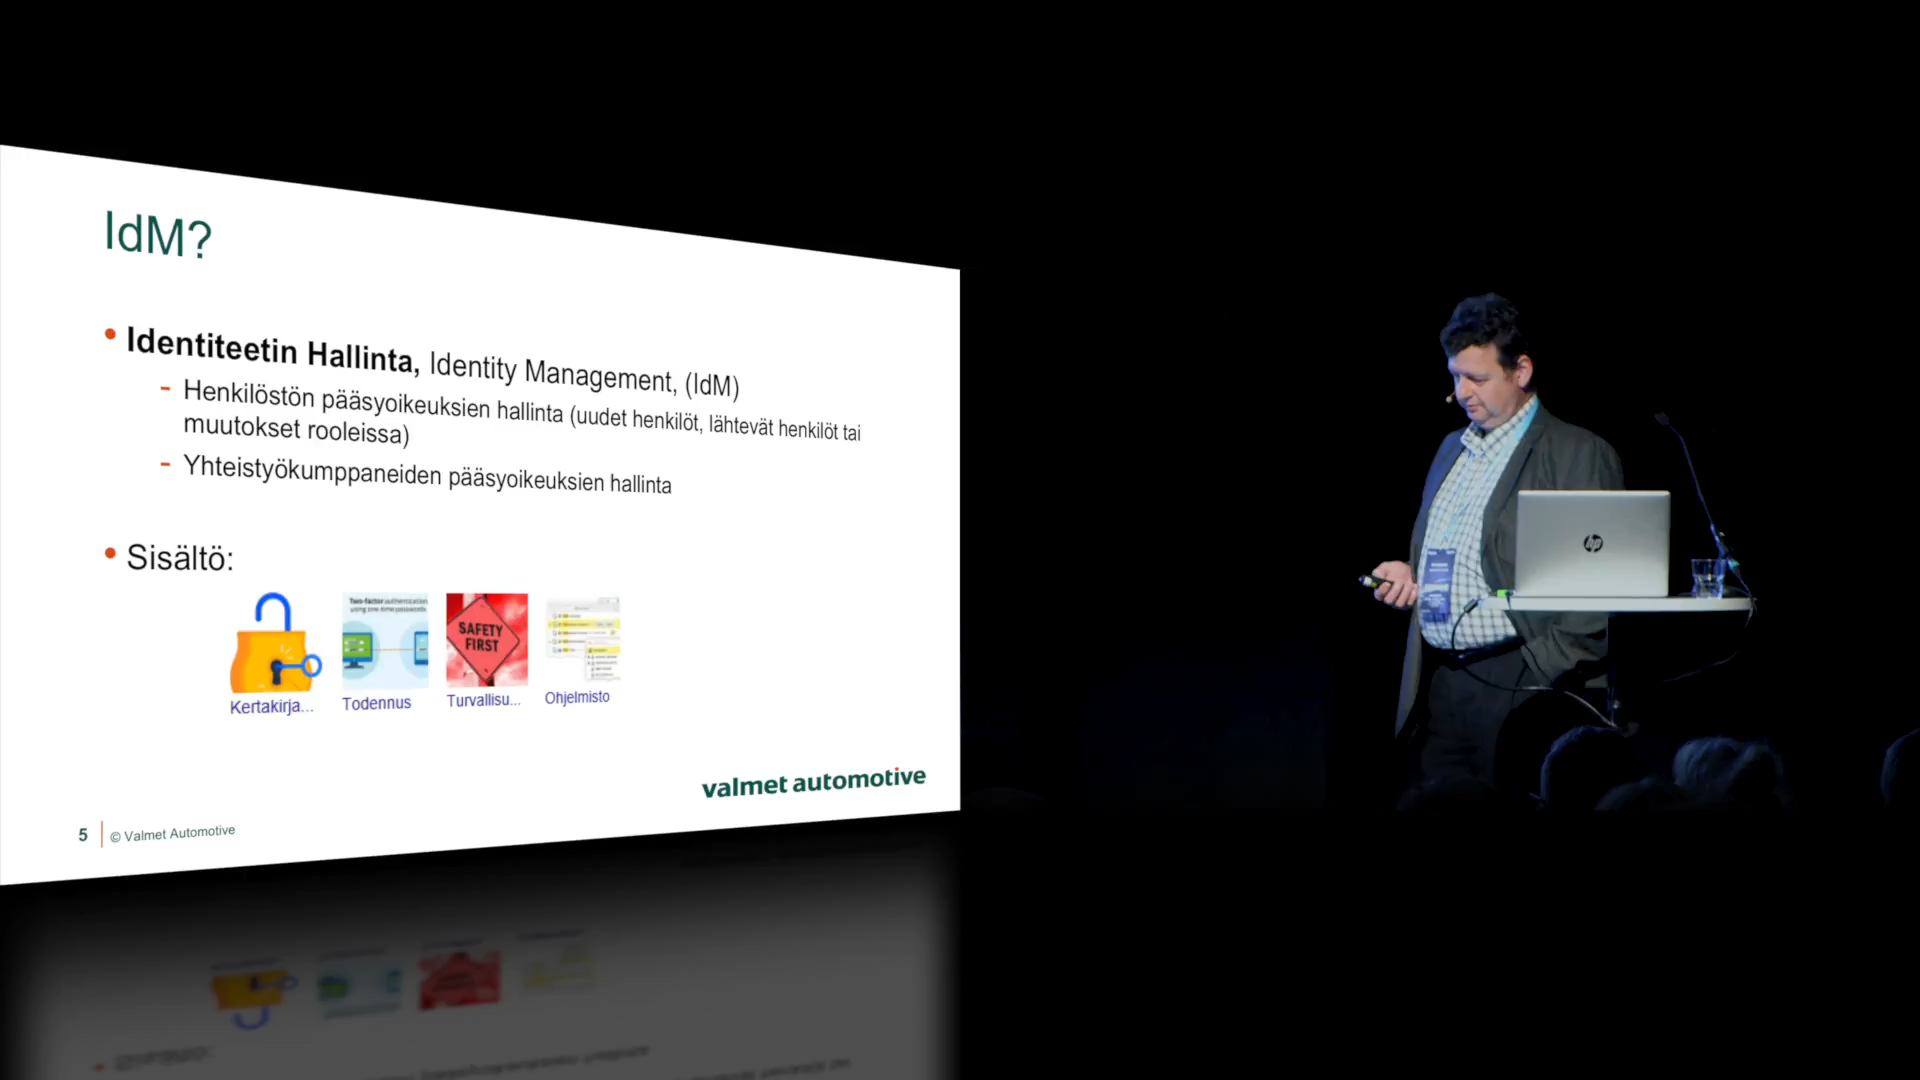 IdM?
• Identiteetin Hallinta, Identity Management, (IdM)
- Henkilöstön pääsyoikeuksien hallinta (uudet henkilöt, lähtevät henkilöt tai
muutokset rooleissa)
- Yhteistyökumppaneiden pääsyoikeuksien hallinta
• Sisältö:
Two-factor authentication
using one-time passwords
SAFETY
FIRST
Kertakirja...
Todennus
Turvallisu...
Ohjelmisto
valmet automotive
5
© Valmet Automotive
hp